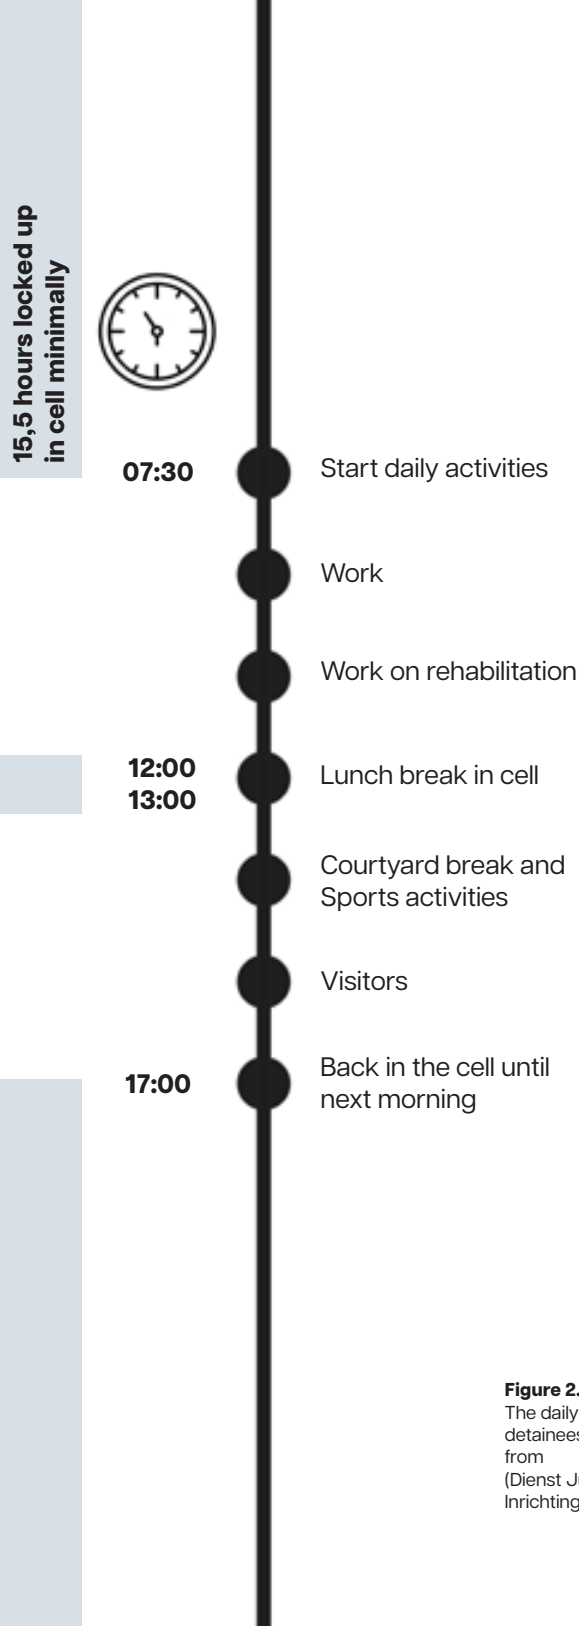 15,5 hours locked up
in cell minimally
07:30
Start daily activities
Work
Work on rehabilitation
12:00
13:00
Lunch break in cell
Courtyard break and
Sports activities
Visitors
17:00
Back in the cell until
next morning
Figure 2.
The daily
detainees
from
(Dienst
Inrichting